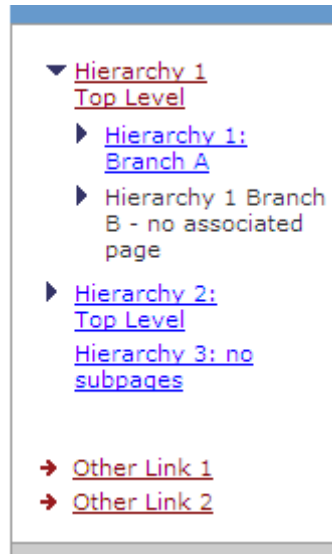 Hierarchy 1
Top Level
Hierarchy 1:
Branch A
Hierarchy 1 Branch
B - no associated
page
Hierarchy 2:
Top Level
Hierarchy 3: no
subpages
Other Link 1
Other Link 2